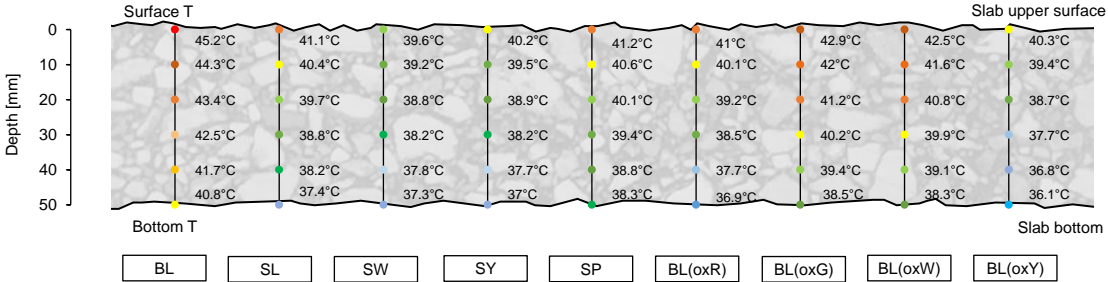 Surface T Slab upper surface
0 45.2°C 41.1°C 39.6°C 40.2°C 41.2°C 41°C 42.9°C 42.5°C 40.3°C
10 44.3°C 40.4°C 39.2°C 39.5°C 40.6°C 40.1°C 42°C 41.6°C 39.4°C
20 43.4°C 39.7°C 38.8°C 38.9°C 40.1°C 39.2°C 41.2°C 40.8°C 38.7°C
Depth [mm]
30 42.5°C 38.8°C 38.2°C 38.2°C 39.4°C 38.5°C 40.2°C 39.9°C 37.7°C
40 41.7°C 38.2°C 37.8°C 37.7°C 38.8°C 37.7°C 39.4°C 39.1°C 36.8°C
50 40.8°C 37.4°C 37.3°C 37°C 38.3°C 36.9°C 38.5°C 38.3°C 36.1°C
Bottom T Slab bottom
BL SL SW SY SP BL(oxR) BL(oxG) BL(oxW) BL(oxY)